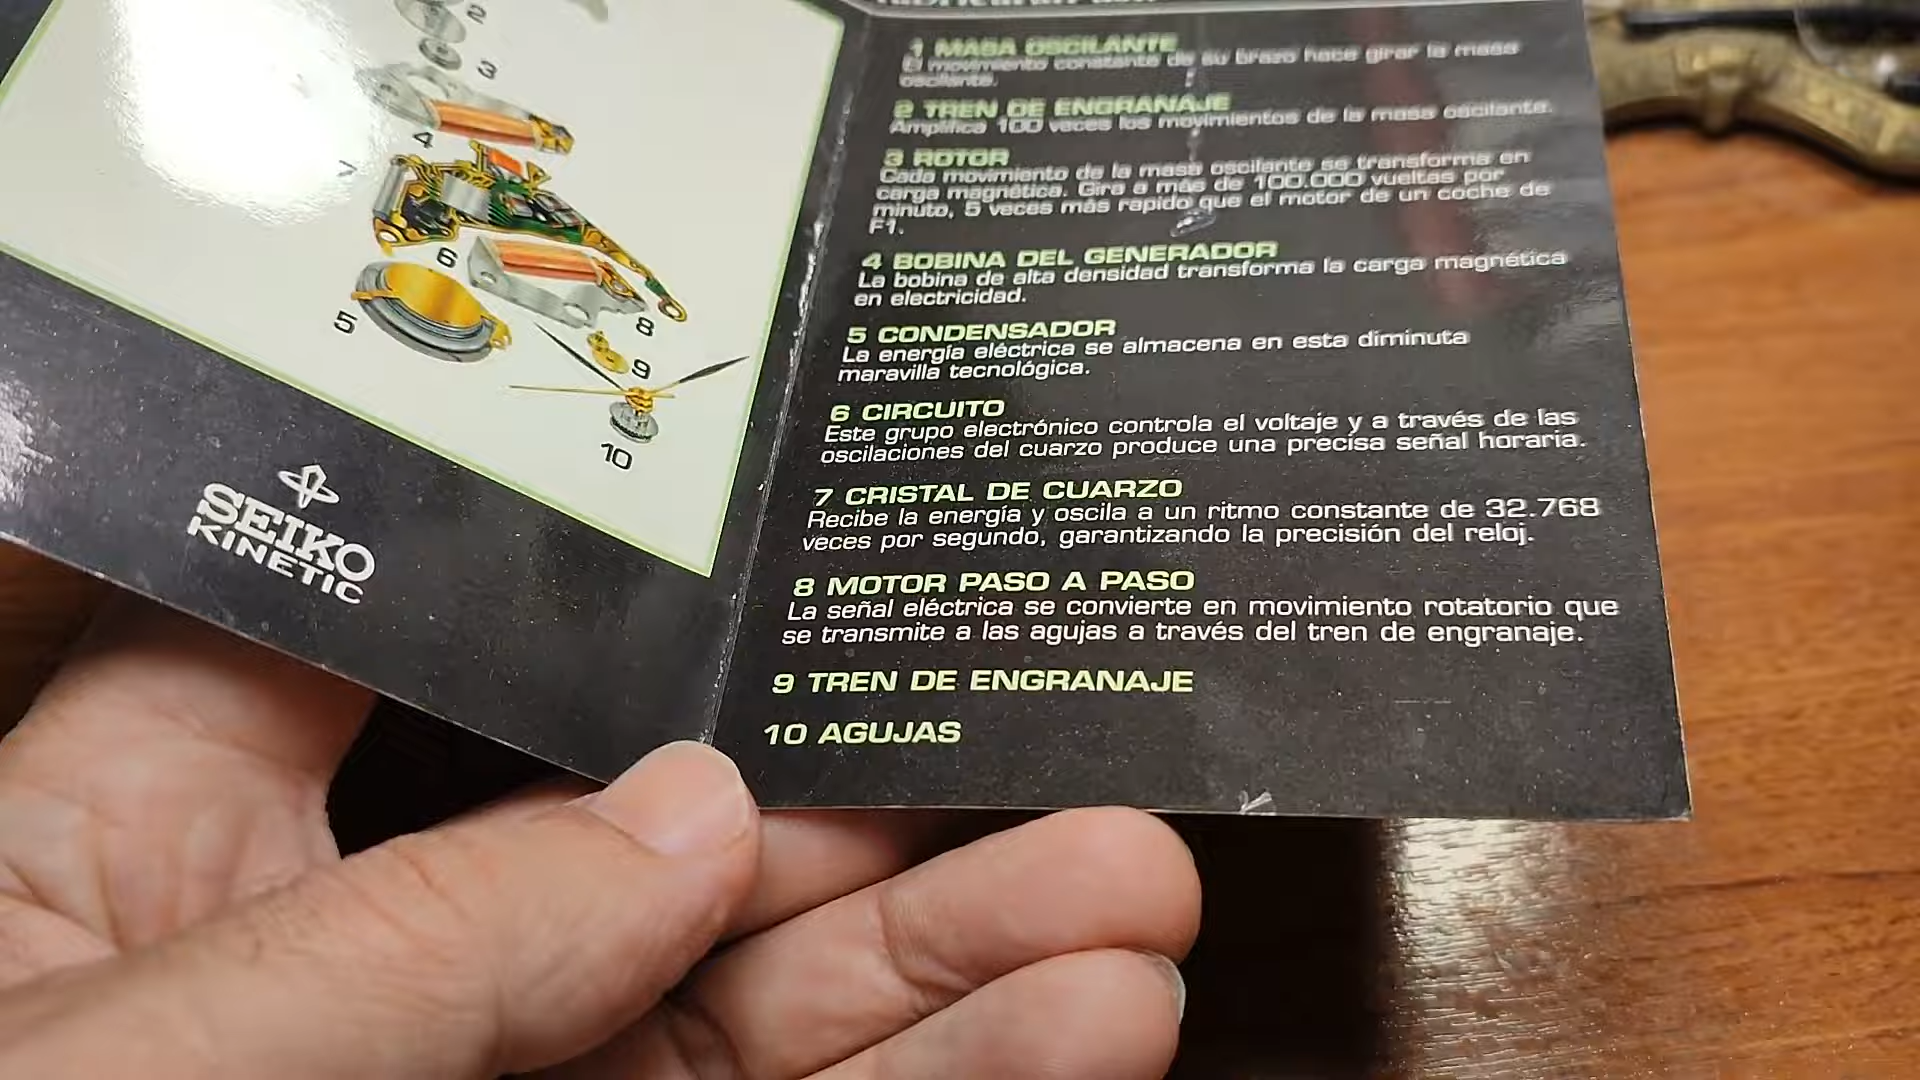 2
3
4
7
6
5
8
9
10
SEIKO
KINETIC
1 MASA OSCILANTE
El movimiento constante de su brazo hace girar la masa
oscilante.
2 TREN DE ENGRANAJE
Amplifica 100 veces los movimientos de la masa oscilante.
3 ROTOR
Cada movimiento de la masa oscilante se transforma en
carga magnética. Gira a más de 100.000 vueltas por
minuto, 5 veces más rapido que el motor de un coche de
F1.
4 BOBINA DEL GENERADOR
La bobina de alta densidad transforma la carga magnética
en electricidad.
5 CONDENSADOR
La energía eléctrica se almacena en esta diminuta
maravilla tecnológica.
6 CIRCUITO
Este grupo electrónico controla el voltaje y a través de las
oscilaciones del cuarzo produce una precisa señal horaria.
7 CRISTAL DE CUARZO
Recibe la energía y oscila a un ritmo constante de 32.768
veces por segundo, garantizando la precisión del reloj.
8 MOTOR PASO A PASO
La señal eléctrica se convierte en movimiento rotatorio que
se transmite a las agujas a través del tren de engranaje.
9 TREN DE ENGRANAJE
10 AGUJAS